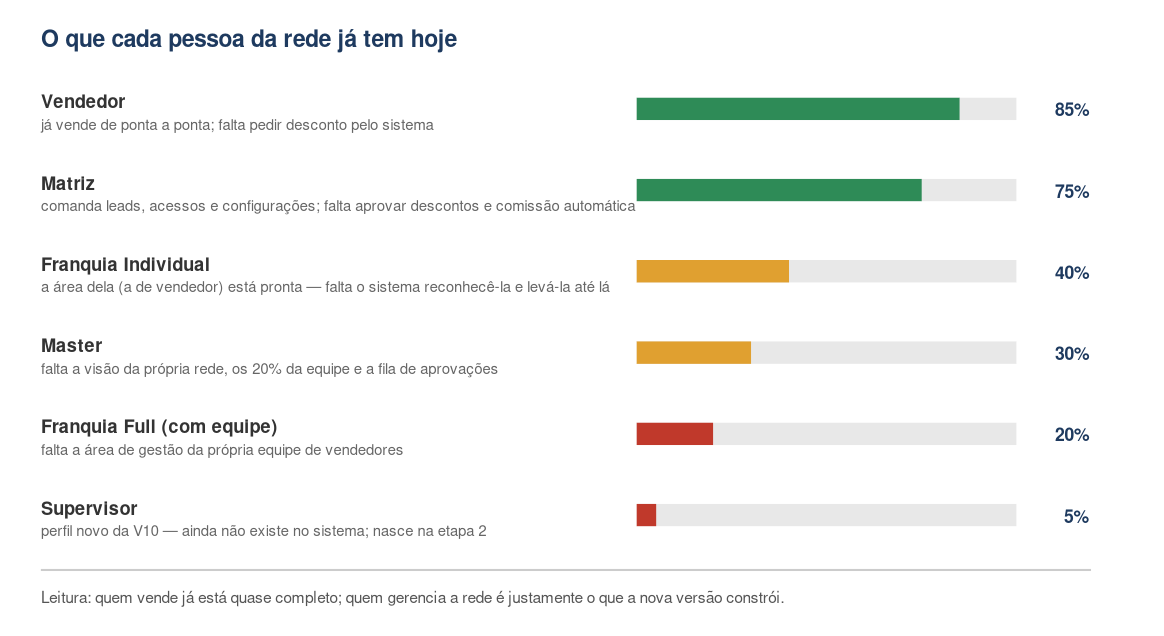 O que cada pessoa da rede já tem hoje
Vendedor
já vende de ponta a ponta; falta pedir desconto pelo sistema
85%
Matriz
comanda leads, acessos e configurações; falta aprovar descontos e comissão automática
75%
Franquia Individual
a área dela (a de vendedor) está pronta — falta o sistema reconhecê-la e levá-la até lá
40%
Master
falta a visão da própria rede, os 20% da equipe e a fila de aprovações
30%
Franquia Full (com equipe)
falta a área de gestão da própria equipe de vendedores
20%
Supervisor
perfil novo da V10 — ainda não existe no sistema; nasce na etapa 2
5%
Leitura: quem vende já está quase completo; quem gerencia a rede é justamente o que a nova versão constrói.